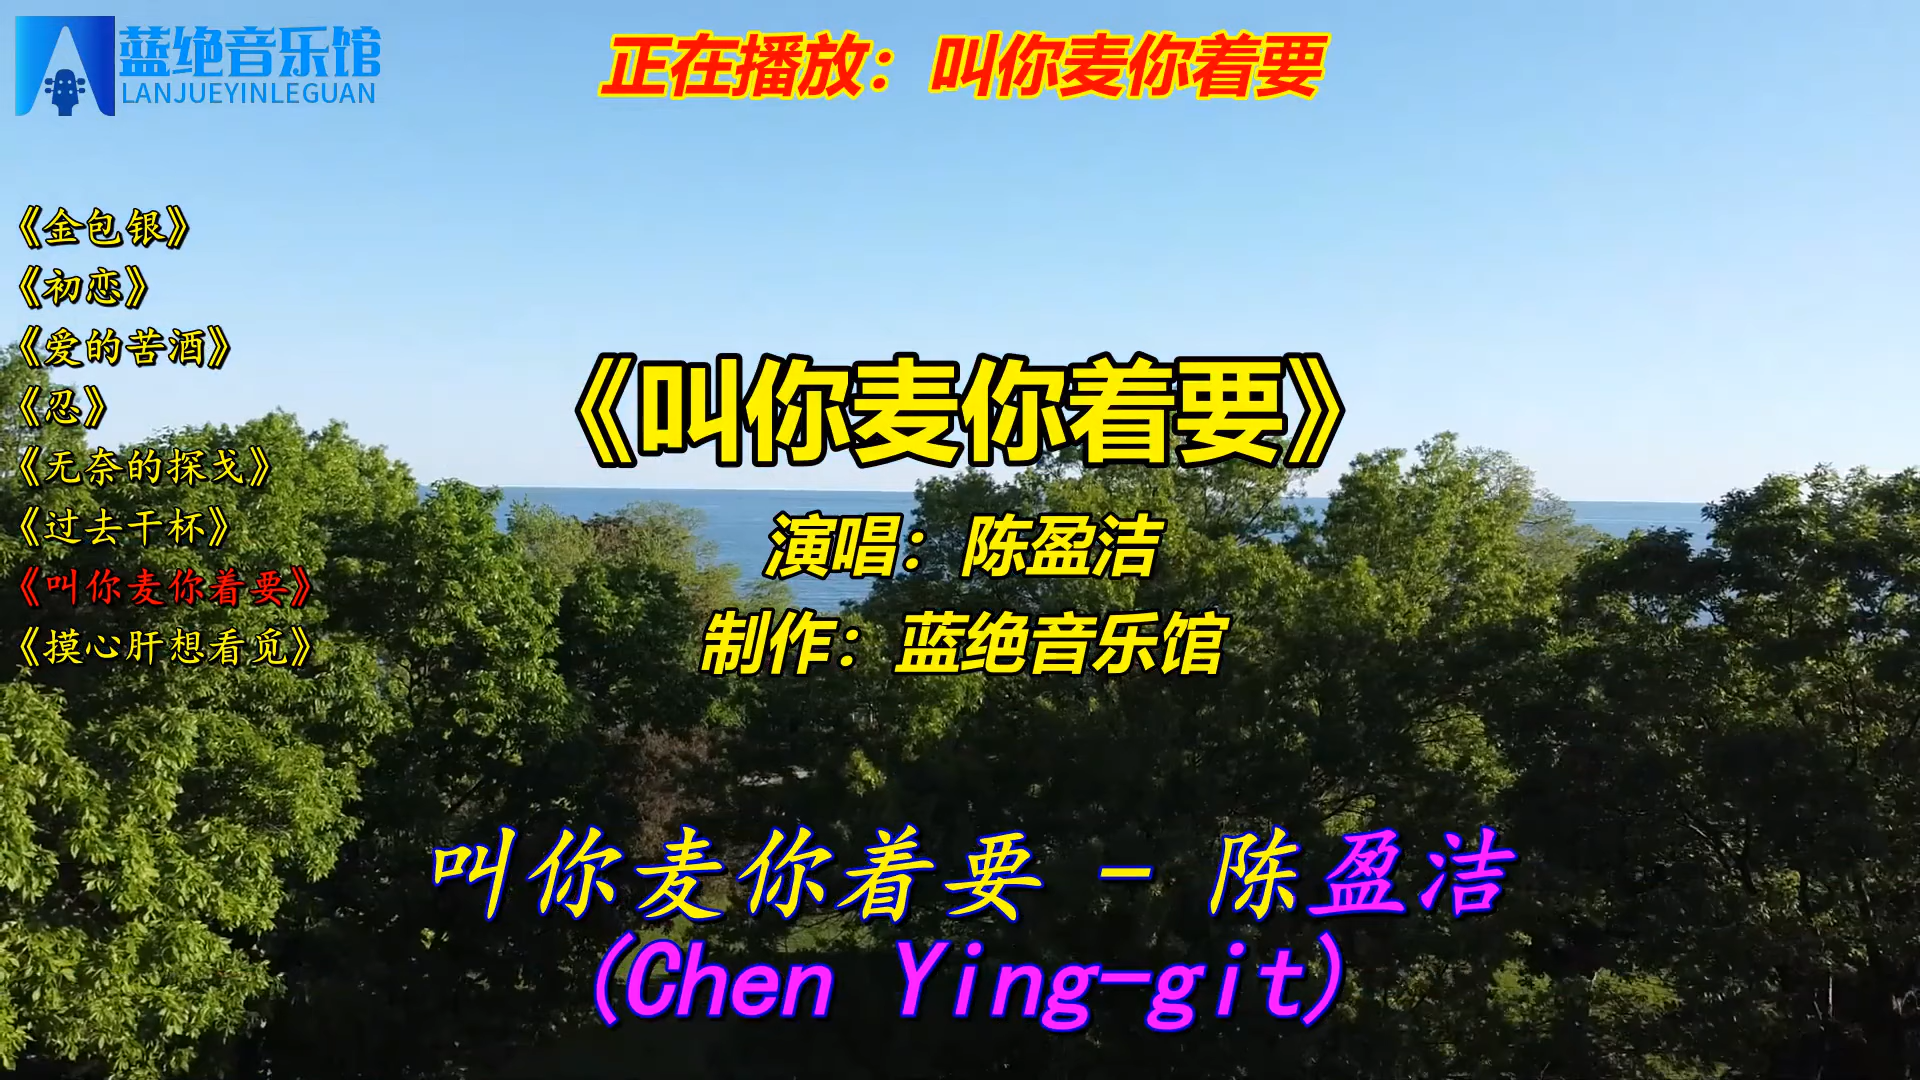 蓝绝音乐馆
LANJUEYINLEGUAN
正在播放：叫你麦你着要
《金包银》
《初恋》
《爱的苦酒》
《忍》
《无奈的探戈》
《过去干杯》
《叫你麦你着要》
《摸心肝想看觅》
《叫你麦你着要》
演唱：陈盈洁
制作：蓝绝音乐馆
叫你麦你着要 - 陈盈洁
(Chen Ying-git)